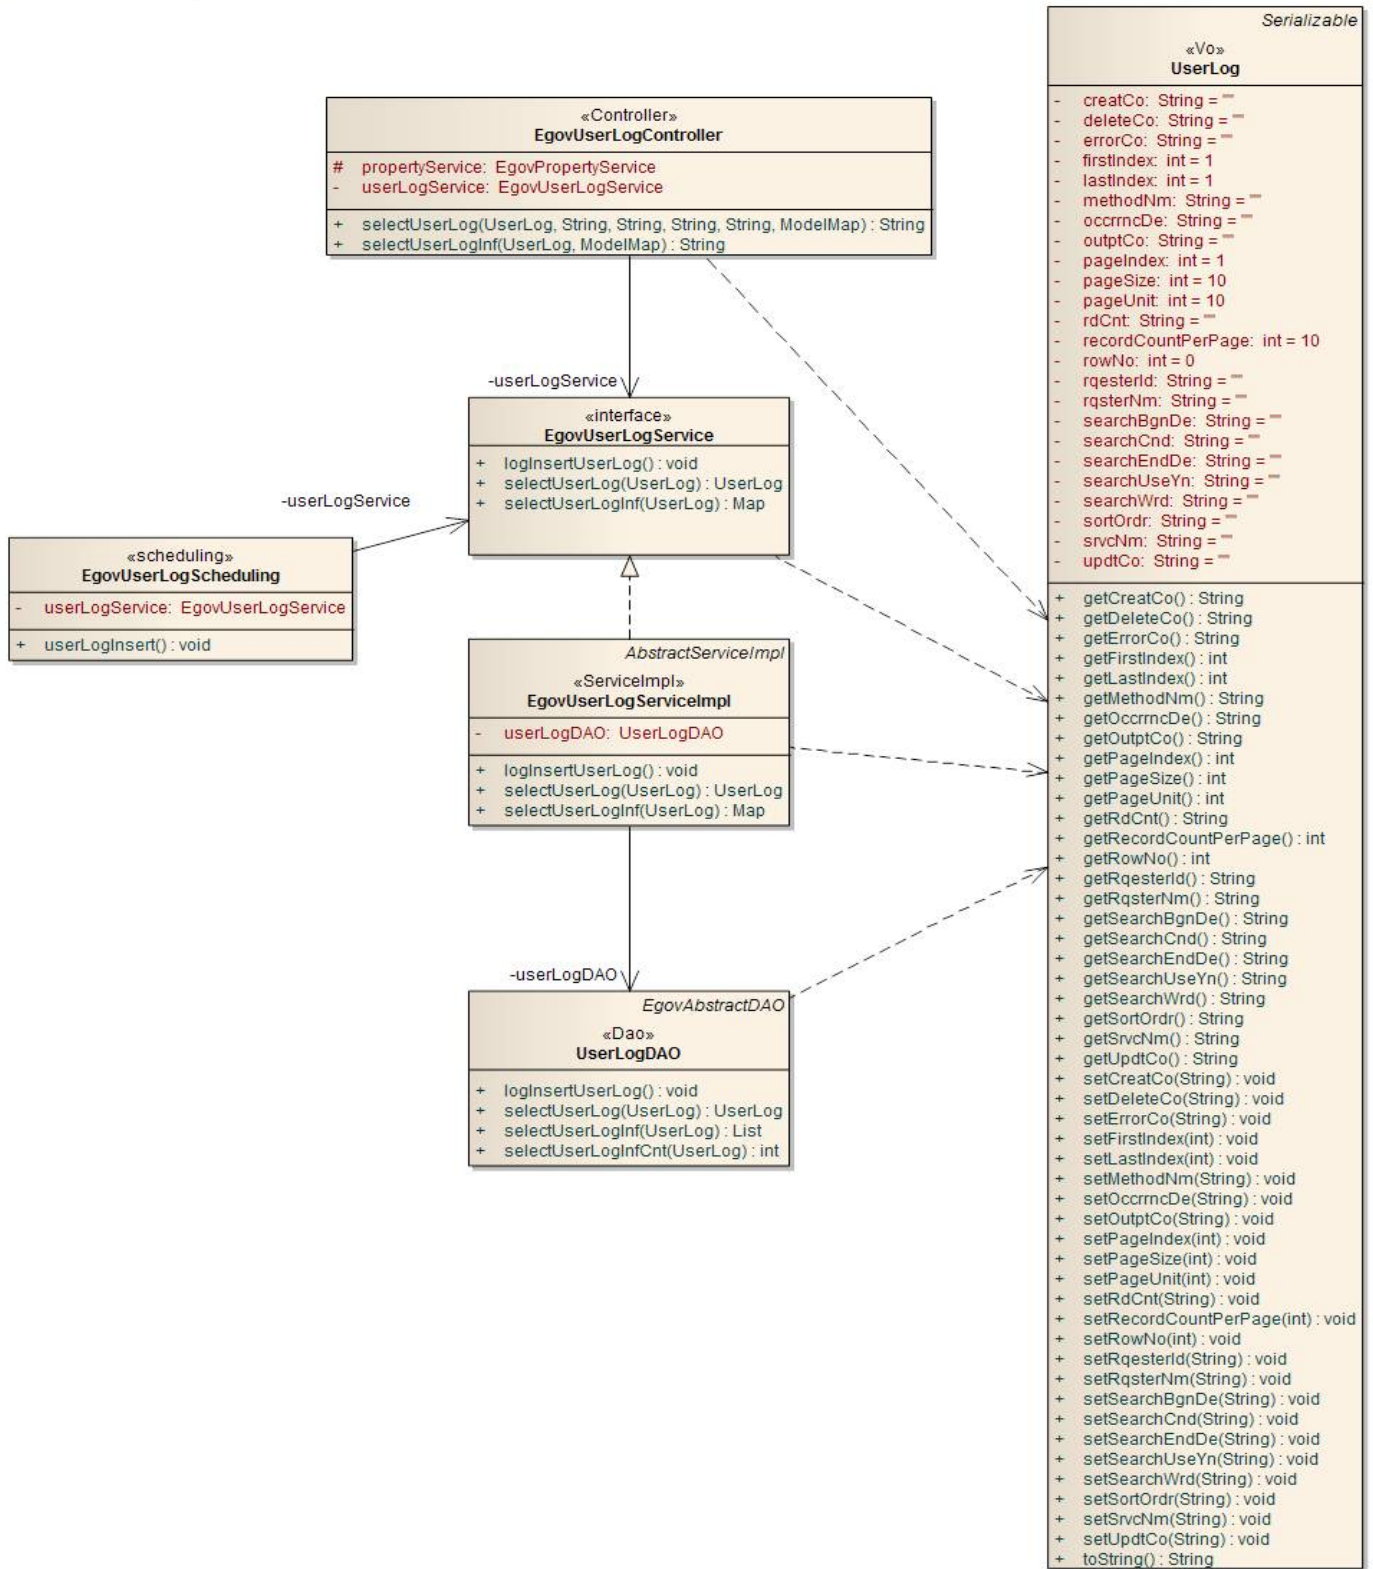 «Controller»
EgovUserLogController
# propertyService: EgovPropertyService
- userLogService: EgovUserLogService
+ selectUserLog(UserLog, String, String, String, String, ModelMap) : String
+ selectUserLogInf(UserLog, ModelMap) : String
-userLogService
«interface»
EgovUserLogService
+ logInsertUserLog() : void
+ selectUserLog(UserLog) : UserLog
+ selectUserLogInf(UserLog) : Map
-userLogService
«scheduling»
EgovUserLogScheduling
- userLogService: EgovUserLogService
+ userLogInsert() : void
AbstractServiceImpl
«ServiceImpl»
EgovUserLogServiceImpl
- userLogDAO: UserLogDAO
+ logInsertUserLog() : void
+ selectUserLog(UserLog) : UserLog
+ selectUserLogInf(UserLog) : Map
-userLogDAO
EgovAbstractDAO
«Dao»
UserLogDAO
+ logInsertUserLog() : void
+ selectUserLog(UserLog) : UserLog
+ selectUserLogInf(UserLog) : List
+ selectUserLogInfCnt(UserLog) : int
Serializable
«Vo»
UserLog
- creatCo: String = ""
- deleteCo: String = ""
- errorCo: String = ""
- firstIndex: int = 1
- lastIndex: int = 1
- methodNm: String = ""
- occrrncDe: String = ""
- outptCo: String = ""
- pageIndex: int = 1
- pageSize: int = 10
- pageUnit: int = 10
- rdCnt: String = ""
- recordCountPerPage: int = 10
- rowNo: int = 0
- rqesterId: String = ""
- rqsterNm: String = ""
- searchBgnDe: String = ""
- searchCnd: String = ""
- searchEndDe: String = ""
- searchUseYn: String = ""
- searchWrd: String = ""
- sortOrdr: String = ""
- srvcNm: String = ""
- updtCo: String = ""
+ getCreatCo() : String
+ getDeleteCo() : String
+ getErrorCo() : String
+ getFirstIndex() : int
+ getLastIndex() : int
+ getMethodNm() : String
+ getOccrrncDe() : String
+ getOutptCo() : String
+ getPageIndex() : int
+ getPageSize() : int
+ getPageUnit() : int
+ getRdCnt() : String
+ getRecordCountPerPage() : int
+ getRowNo() : int
+ getRqesterId() : String
+ getRqsterNm() : String
+ getSearchBgnDe() : String
+ getSearchCnd() : String
+ getSearchEndDe() : String
+ getSearchUseYn() : String
+ getSearchWrd() : String
+ getSortOrdr() : String
+ getSrvcNm() : String
+ getUpdtCo() : String
+ setCreatCo(String) : void
+ setDeleteCo(String) : void
+ setErrorCo(String) : void
+ setFirstIndex(int) : void
+ setLastIndex(int) : void
+ setMethodNm(String) : void
+ setOccrrncDe(String) : void
+ setOutptCo(String) : void
+ setPageIndex(int) : void
+ setPageSize(int) : void
+ setPageUnit(int) : void
+ setRdCnt(String) : void
+ setRecordCountPerPage(int) : void
+ setRowNo(int) : void
+ setRqesterId(String) : void
+ setRqsterNm(String) : void
+ setSearchBgnDe(String) : void
+ setSearchCnd(String) : void
+ setSearchEndDe(String) : void
+ setSearchUseYn(String) : void
+ setSearchWrd(String) : void
+ setSortOrdr(String) : void
+ setSrvcNm(String) : void
+ setUpdtCo(String) : void
+ toString() : String